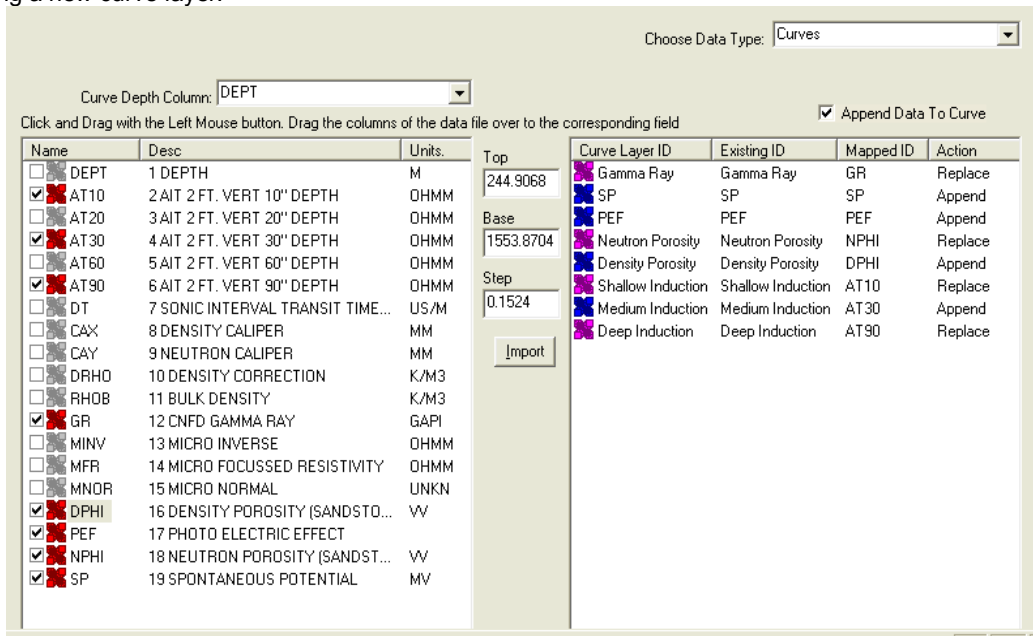 g a new curve layer.
Choose Data Type: Curves
Curve Depth Column: DEPT
Append Data To Curve
Click and Drag with the Left Mouse button. Drag the columns of the data file over to the corresponding field
Name Desc Units.
DEPT 1 DEPTH M
AT10 2 AIT 2 FT. VERT 10" DEPTH OHMM
AT20 3 AIT 2 FT. VERT 20" DEPTH OHMM
AT30 4 AIT 2 FT. VERT 30" DEPTH OHMM
AT60 5 AIT 2 FT. VERT 60" DEPTH OHMM
AT90 6 AIT 2 FT. VERT 90" DEPTH OHMM
DT 7 SONIC INTERVAL TRANSIT TIME... US/M
CAX 8 DENSITY CALIPER MM
CAY 9 NEUTRON CALIPER MM
DRHO 10 DENSITY CORRECTION K/M3
RHOB 11 BULK DENSITY K/M3
GR 12 CNFD GAMMA RAY GAPI
MINV 13 MICRO INVERSE OHMM
MFR 14 MICRO FOCUSSED RESISTIVITY OHMM
MNOR 15 MICRO NORMAL UNKN
DPHI 16 DENSITY POROSITY (SANDSTO... VV
PEF 17 PHOTO ELECTRIC EFFECT
NPHI 18 NEUTRON POROSITY (SANDST... VV
SP 19 SPONTANEOUS POTENTIAL MV
Top
244.9068
Base
1553.8704
Step
0.1524
Import
Curve Layer ID Existing ID Mapped ID Action
Gamma Ray Gamma Ray GR Replace
SP SP SP Append
PEF PEF PEF Append
Neutron Porosity Neutron Porosity NPHI Replace
Density Porosity Density Porosity DPHI Append
Shallow Induction Shallow Induction AT10 Replace
Medium Induction Medium Induction AT30 Append
Deep Induction Deep Induction AT90 Replace